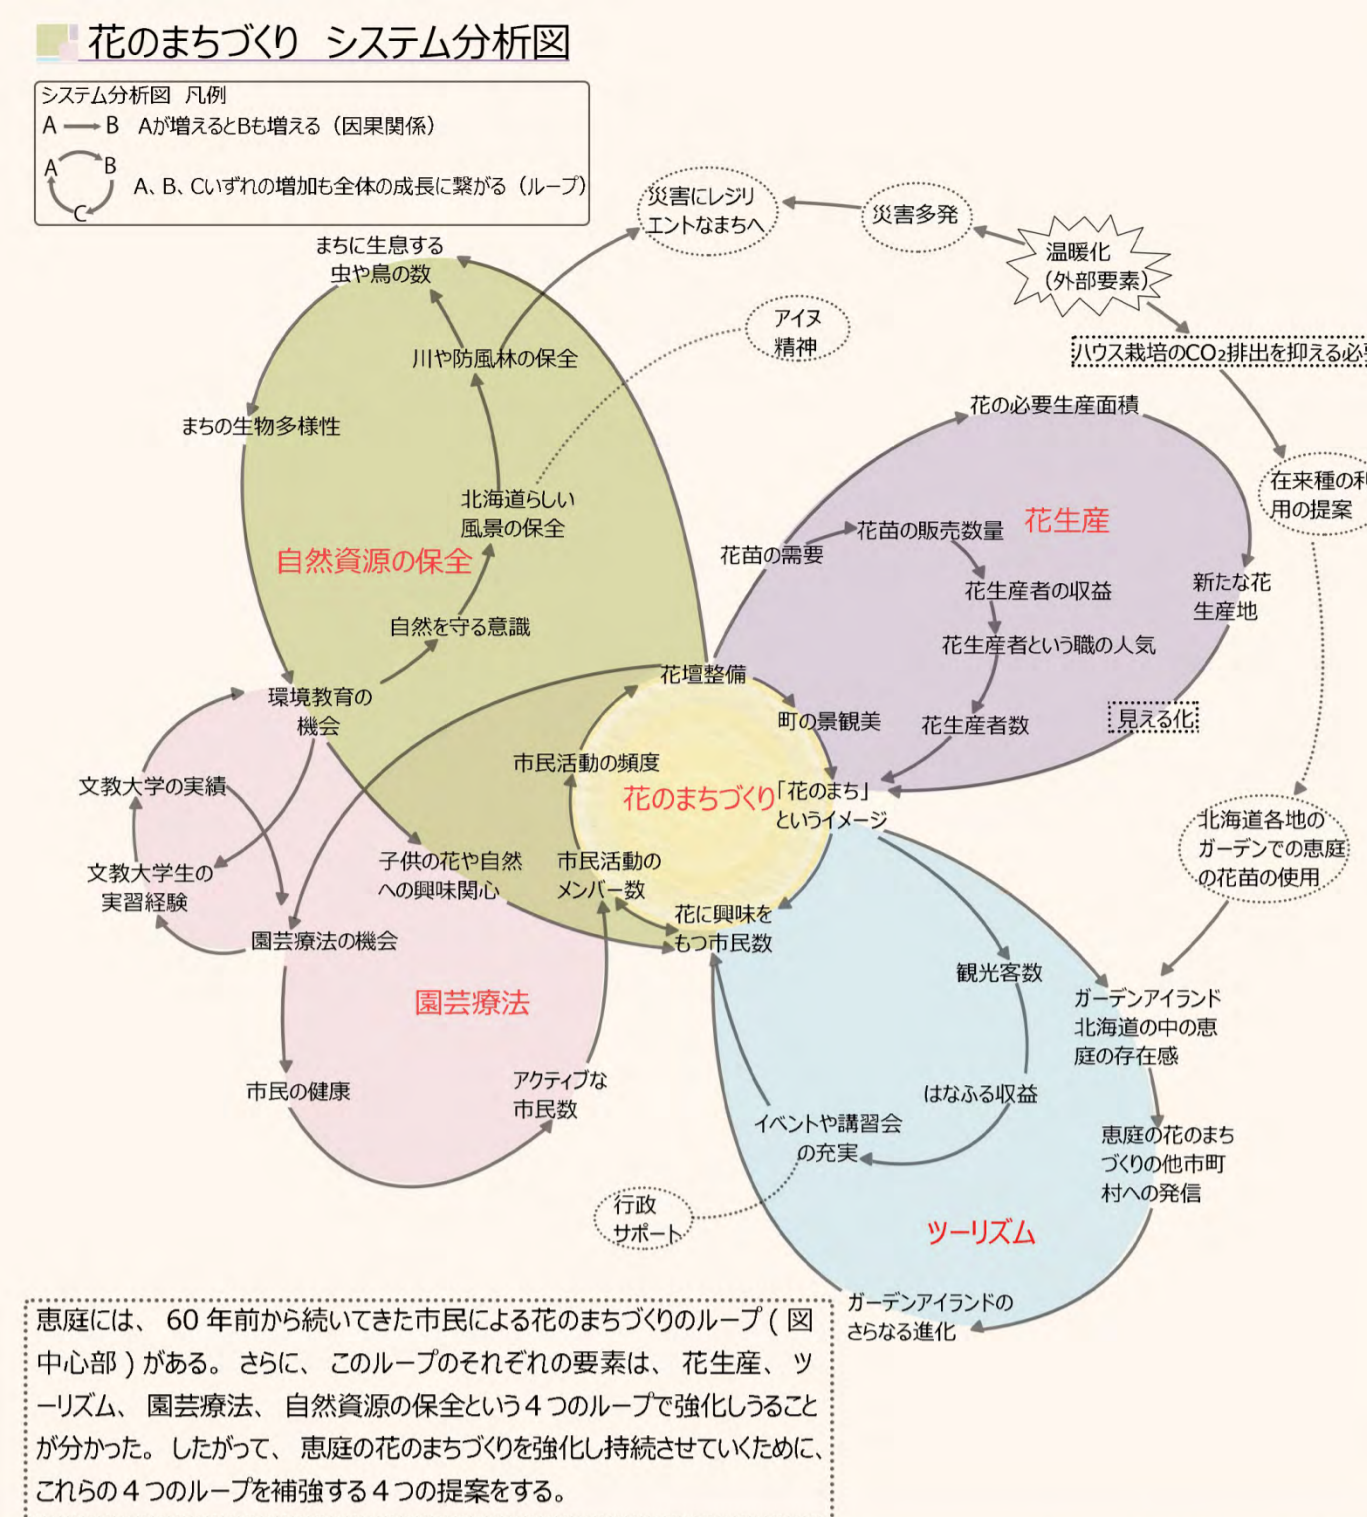 花のまちづくり システム分析図
システム分析図 凡例
A → B Aが増えるとBも増える（因果関係）
A
B
C
A、B、Cいずれの増加も全体の成長に繋がる（ループ）
災害にレジリ
エントなまちへ
災害多発
温暖化
（外部要素）
まちに生息する
虫や鳥の数
アイヌ
精神
川や防風林の保全
ハウス栽培のCO₂排出を抑える必
花の必要生産面積
まちの生物多様性
在来種の利
用の提案
北海道らしい
風景の保全
花苗の販売数量
花生産
花苗の需要
自然資源の保全
花生産者の収益
新たな花
生産地
自然を守る意識
花生産者という職の人気
花壇整備
環境教育の
機会
町の景観美
花生産者数
見える化
市民活動の頻度
文教大学の実績
花のまちづくり
「花のまち」
というイメージ
北海道各地の
ガーデンでの恵庭
の花苗の使用
子供の花や自然
への興味関心
市民活動の
メンバー数
文教大学生の
実習経験
花に興味を
もつ市民数
園芸療法の機会
観光客数
園芸療法
ガーデンアイランド
北海道の中の恵
庭の存在感
市民の健康
アクティブな
市民数
はなふる収益
イベントや講習会
の充実
恵庭の花のまち
づくりの他市町
村への発信
行政
サポート
ツーリズム
ガーデンアイランドの
さらなる進化
恵庭には、60 年前から続いてきた市民による花のまちづくりのループ ( 図
中心部 ) がある。さらに、このループのそれぞれの要素は、花生産、ツ
ーリズム、園芸療法、自然資源の保全という４つのループで強化しうること
が分かった。したがって、恵庭の花のまちづくりを強化し持続させていくために、
これらの４つのループを補強する４つの提案をする。